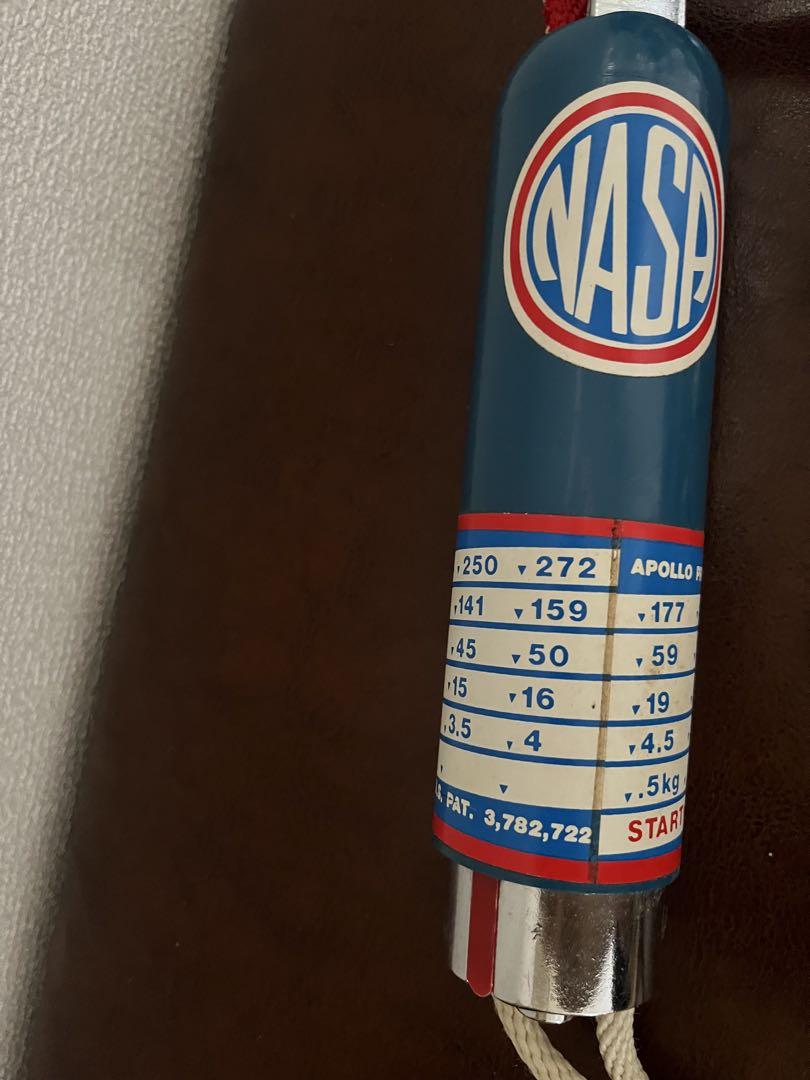 NASA
250 272 APOLLO
141 159 177
45 50 59
15 16 19
3.5 4 4.5
.5kg
PAT. 3,782,722
START